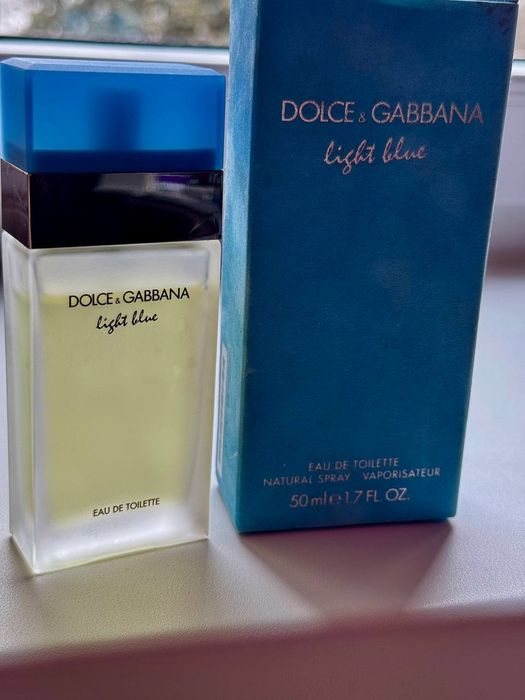 DOLCE & GABBANA
light blue
EAU DE TOILETTE
DOLCE & GABBANA
light blue
EAU DE TOILETTE
NATURAL SPRAY VAPORISATEUR
50 ml e 1.7 FL. OZ.